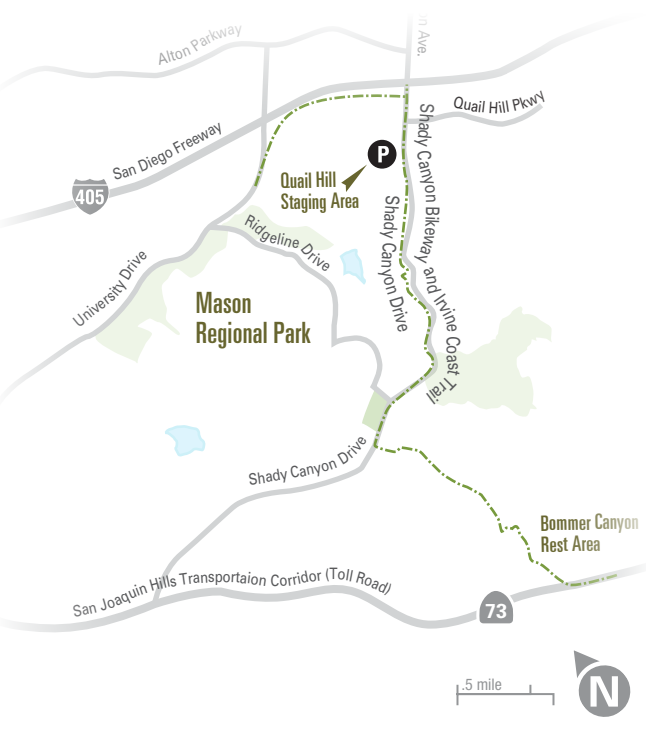 Alton Parkway
n Ave.
Quail Hill Pkwy
San Diego Freeway
405
P
Quail Hill
Staging Area
Shady Canyon Bikeway and Irvine Coast Trail
Shady Canyon Drive
Ridgeline Drive
University Drive
Mason
Regional Park
Shady Canyon Drive
Bommer Canyon
Rest Area
San Joaquin Hills Transportaion Corridor (Toll Road)
73
.5 mile
N